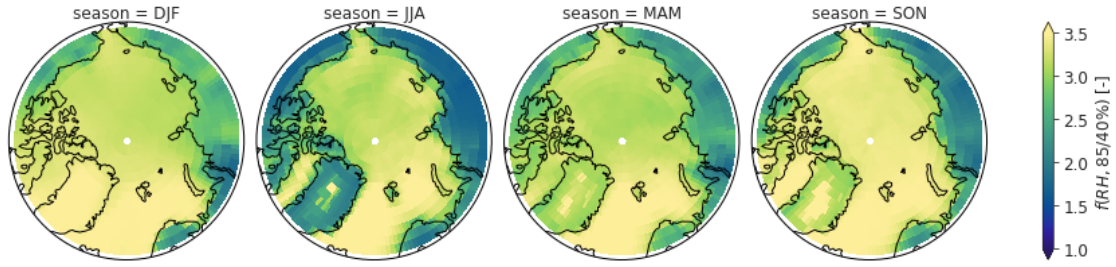 season = DJF
season = JJA
season = MAM
season = SON
3.5
3.0
2.5
2.0
1.5
1.0
f(RH, 85/40%) [-]